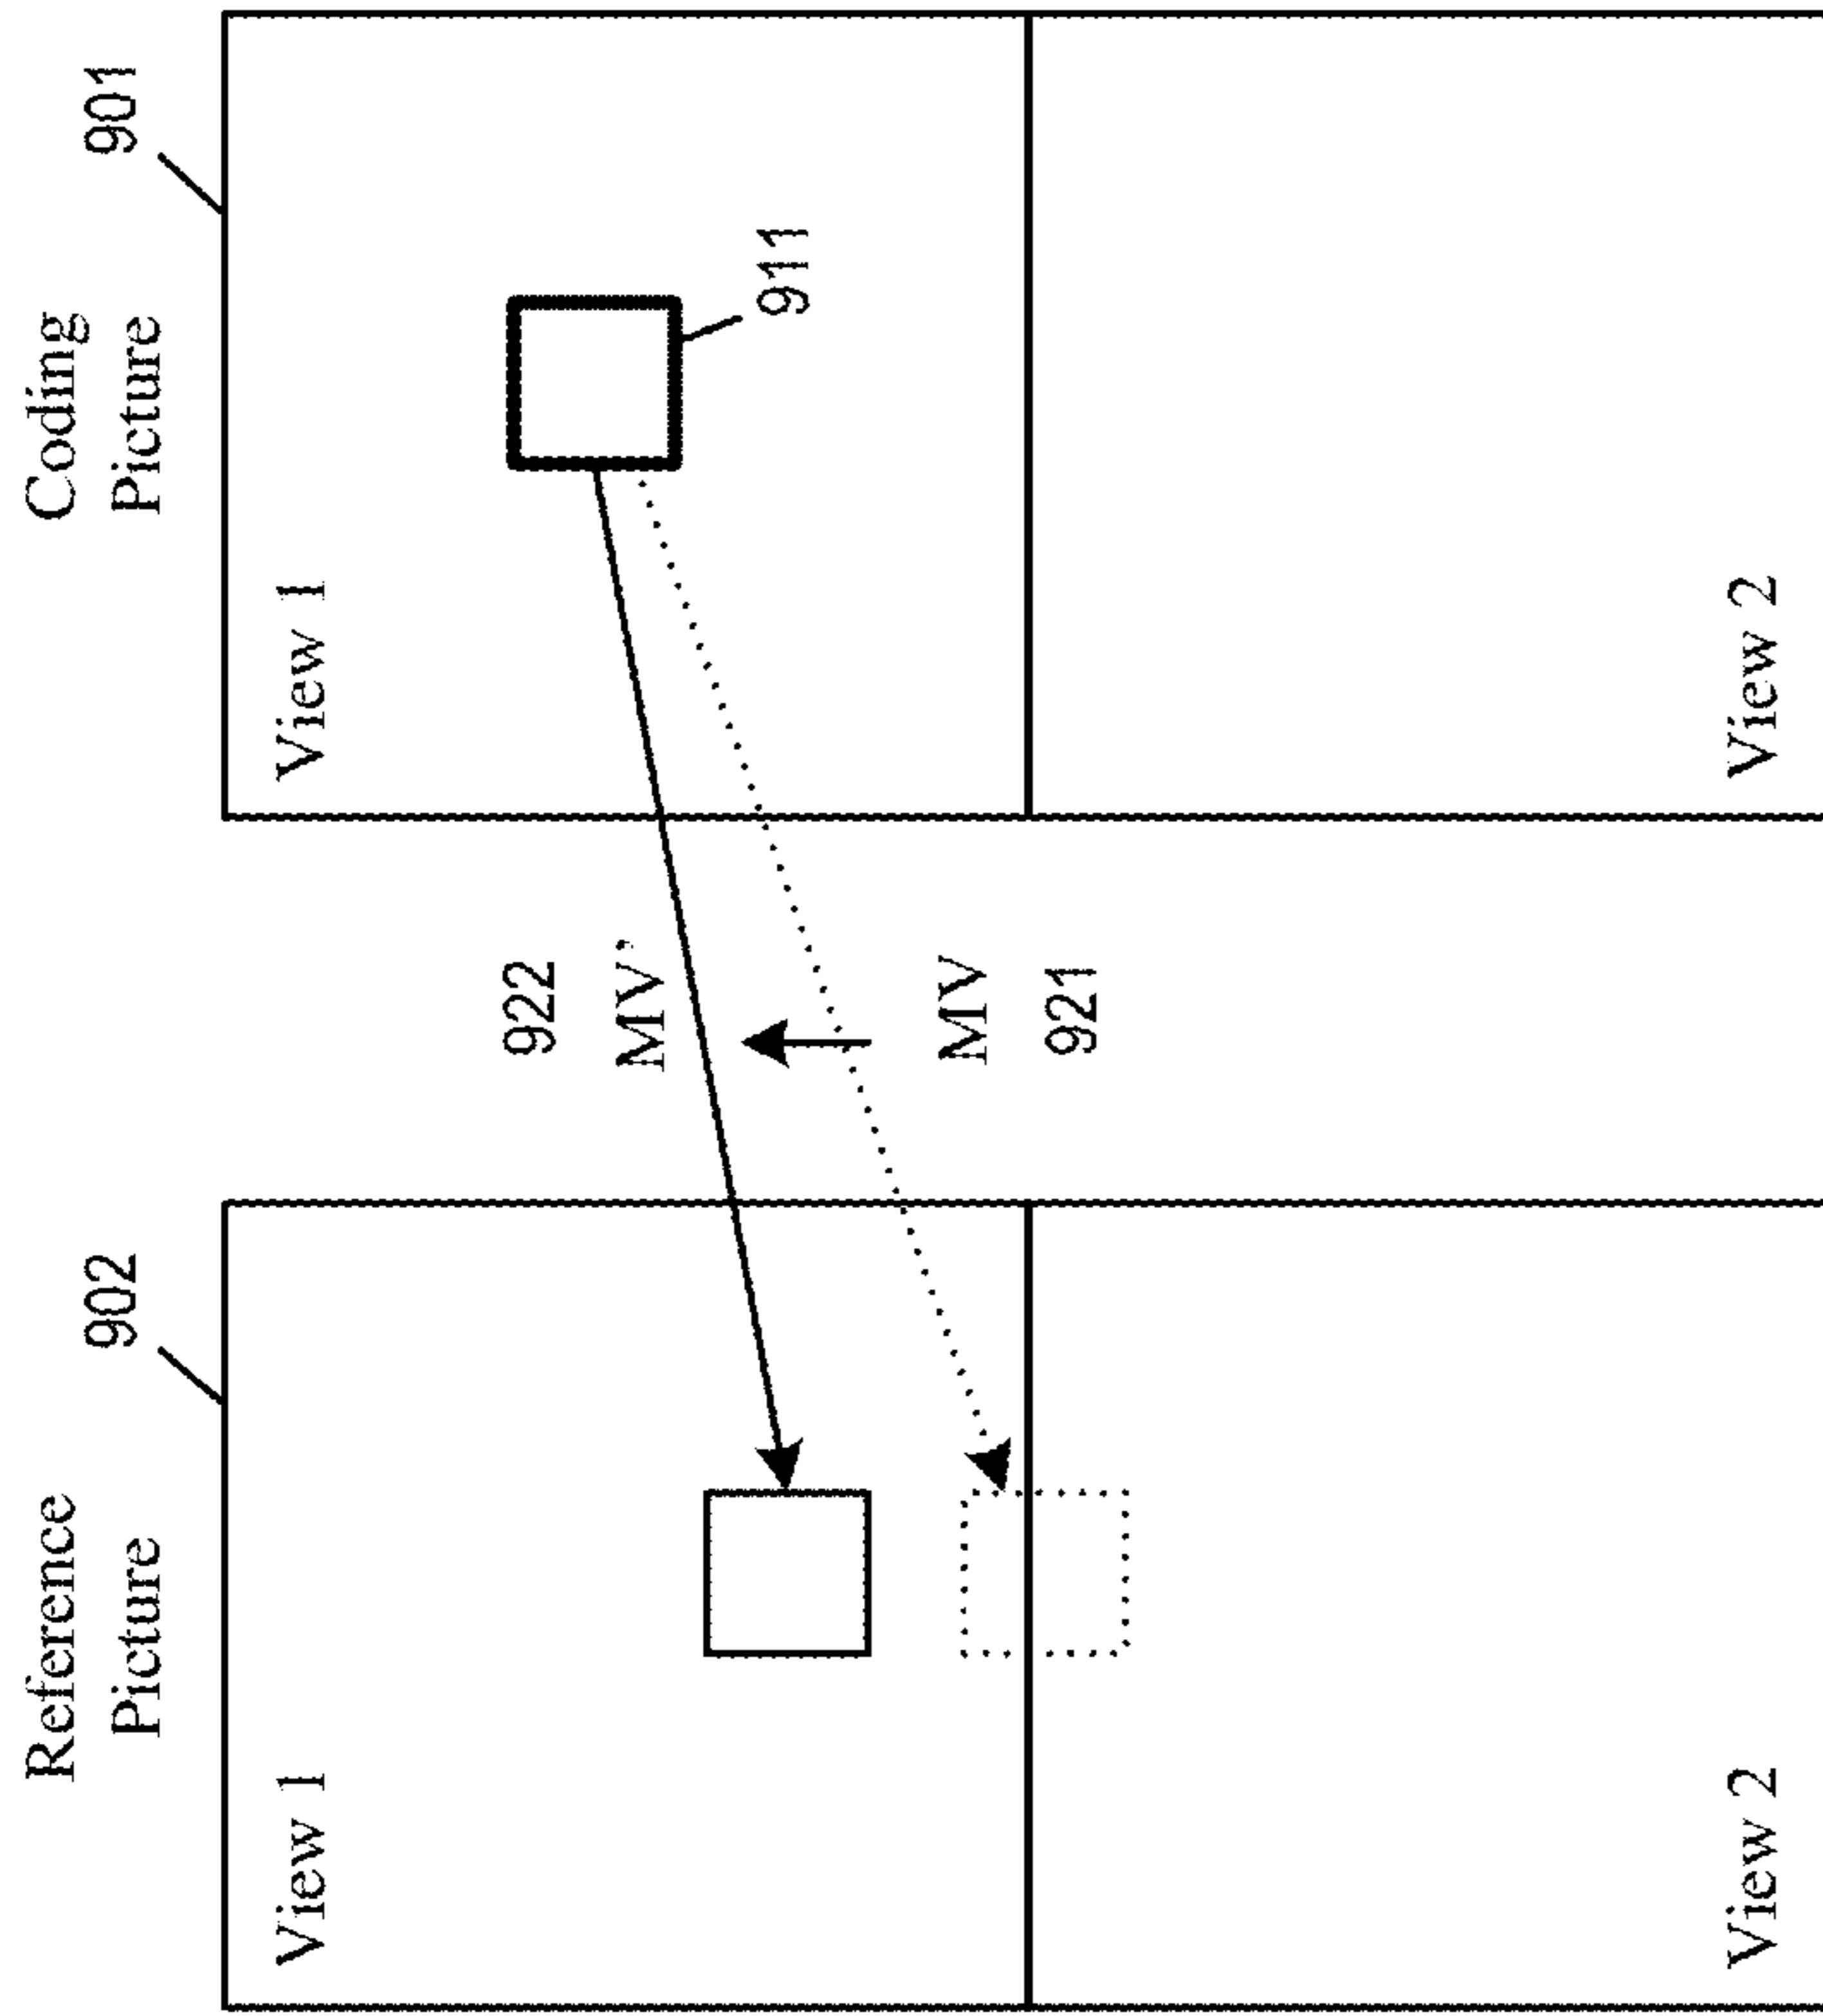 Reference
Picture
902
Coding
Picture
901
View 1
View 1
922
MV'
911
MV
921
View 2
View 2